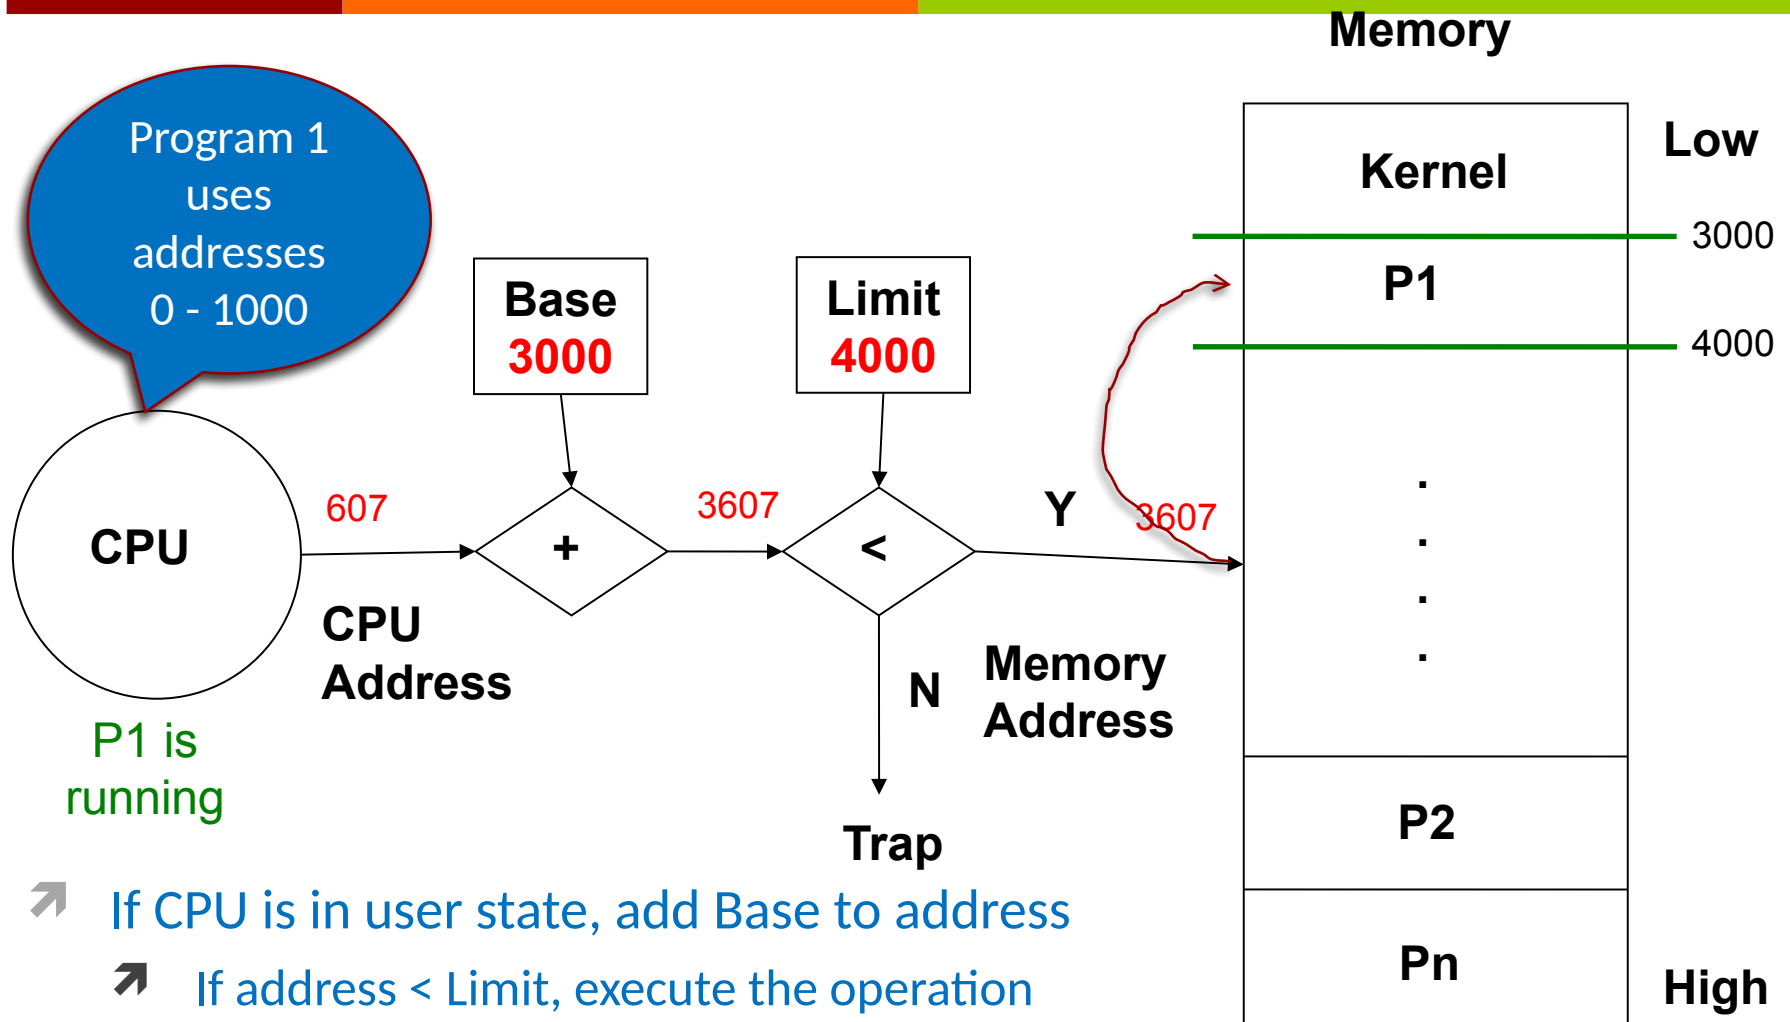 Memory
Program 1
uses
addresses
0 - 1000
Low
Kernel
3000
P1
4000
Base
3000
Limit
4000
607
3607
Y
3607
CPU
+
<
CPU
Address
N
Memory
Address
.
.
.
.
P1 is
running
Trap
P2
Pn
High
If CPU is in user state, add Base to address
If address < Limit, execute the operation